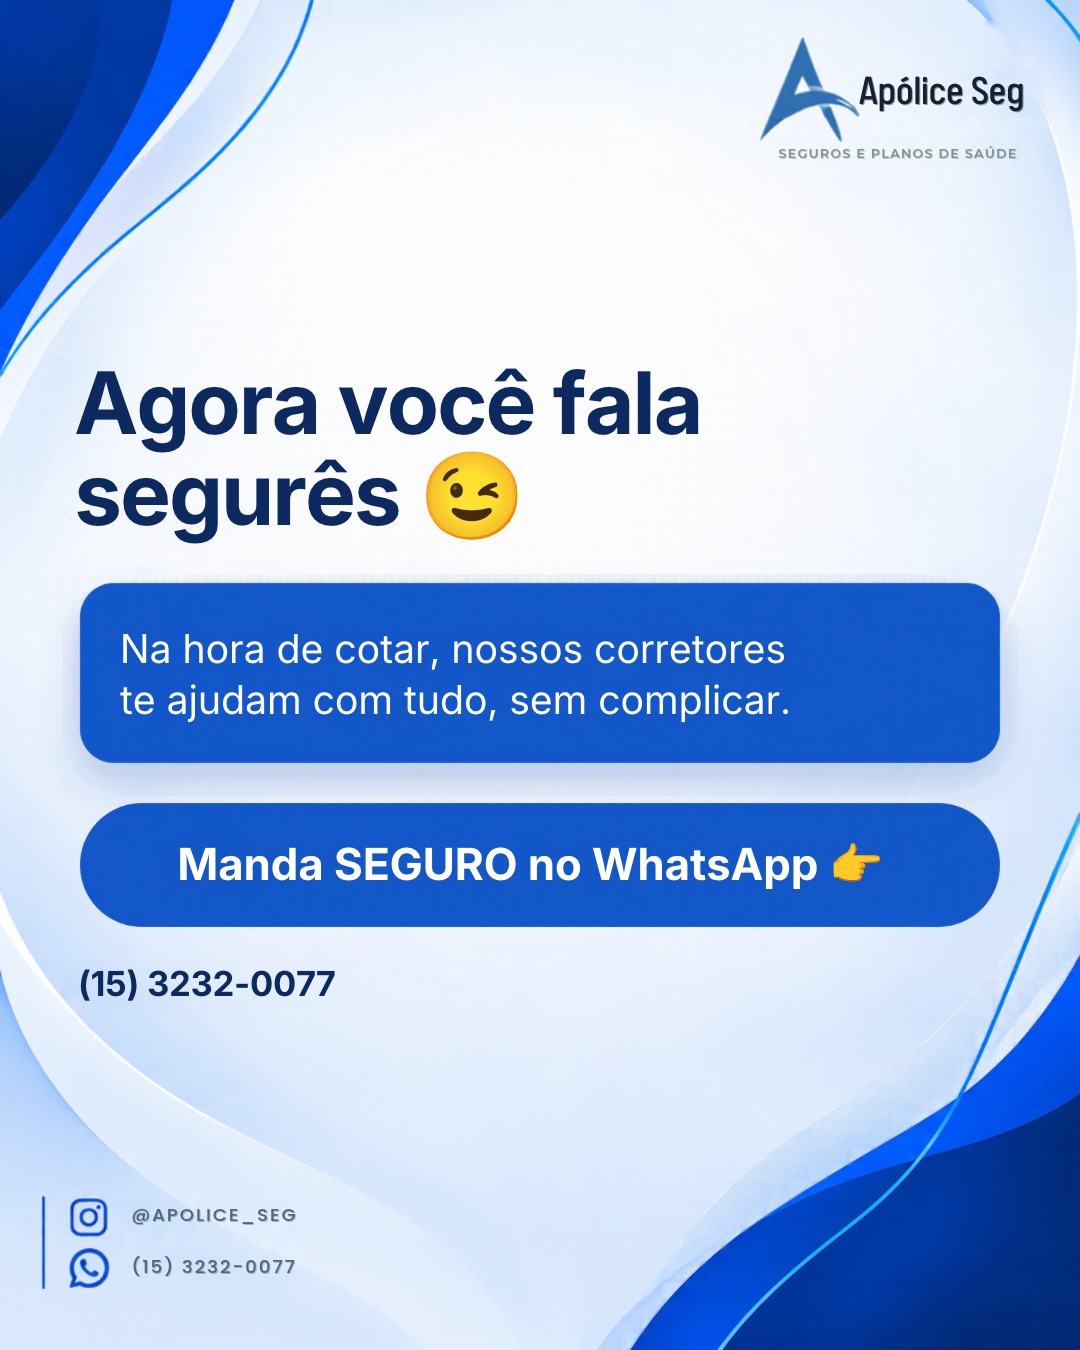 Apólice Seg
SEGUROS E PLANOS DE SAÚDE
Agora você fala
segurês 😉
Na hora de cotar, nossos corretores
te ajudam com tudo, sem complicar.
Manda SEGURO no WhatsApp 👉
(15) 3232-0077
@APOLICE_SEG
(15) 3232-0077